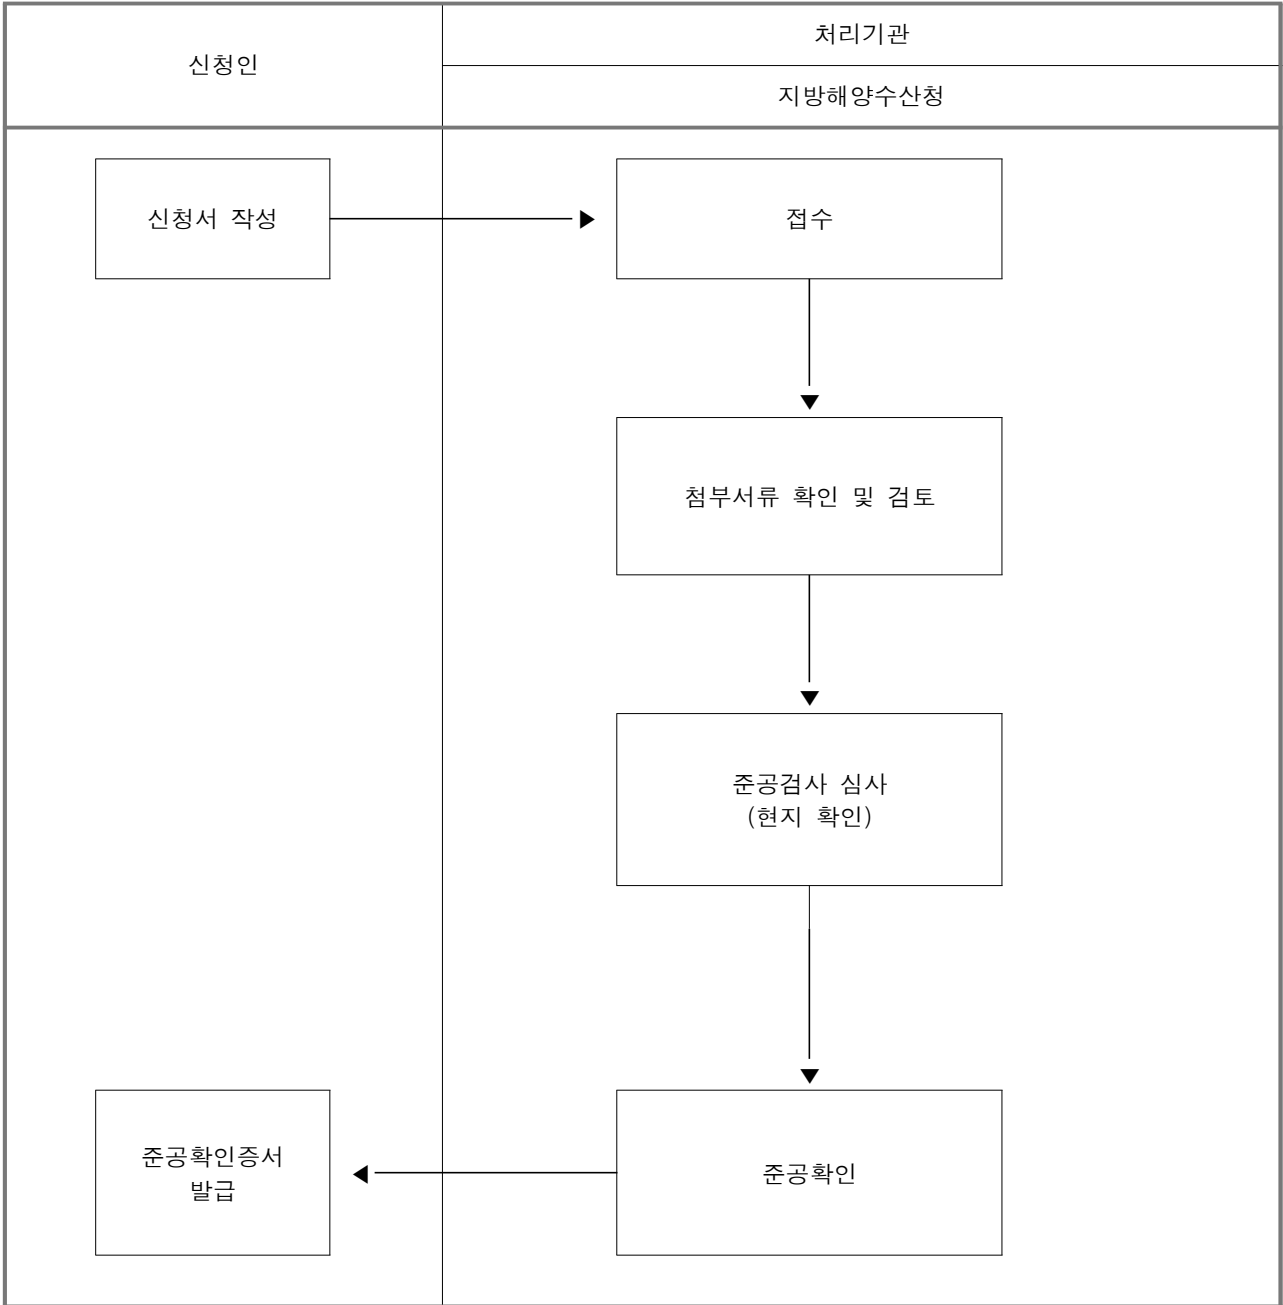 신청인
처리기관
지방해양수산청
신청서 작성
접수
첨부서류 확인 및 검토
준공검사 심사
(현지 확인)
준공확인증서
발급
준공확인